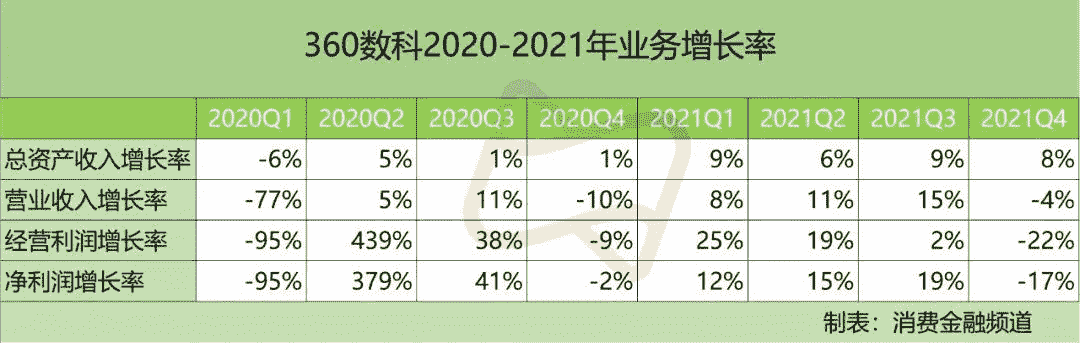 360数科2020-2021年业务增长率
2020Q1 2020Q2 2020Q3 2020Q4 2021Q1 2021Q2 2021Q3 2021Q4
总资产收入增长率 -6% 5% 1% 1% 9% 6% 9% 8%
营业收入增长率 -77% 5% 11% -10% 8% 11% 15% -4%
经营利润增长率 -95% 439% 38% -9% 25% 19% 2% -22%
净利润增长率 -95% 379% 41% -2% 12% 15% 19% -17%
制表：消费金融频道